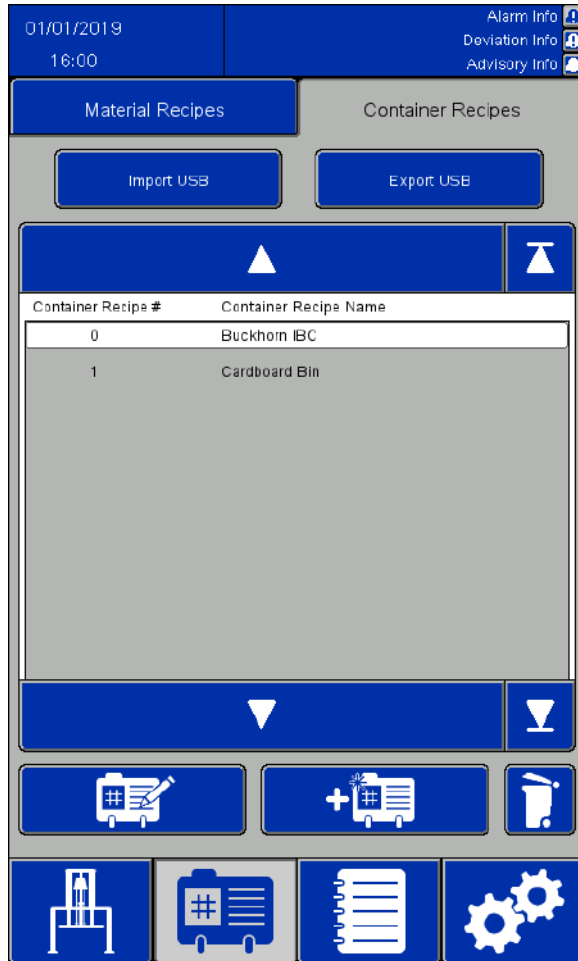 01/01/2019
16:00
Alarm Info
Deviation Info
Advisory Info
Material Recipes
Container Recipes
Import USB
Export USB
Container Recipe # Container Recipe Name
0 Buckhorn IBC
1 Cardboard Bin
#
+ #
#